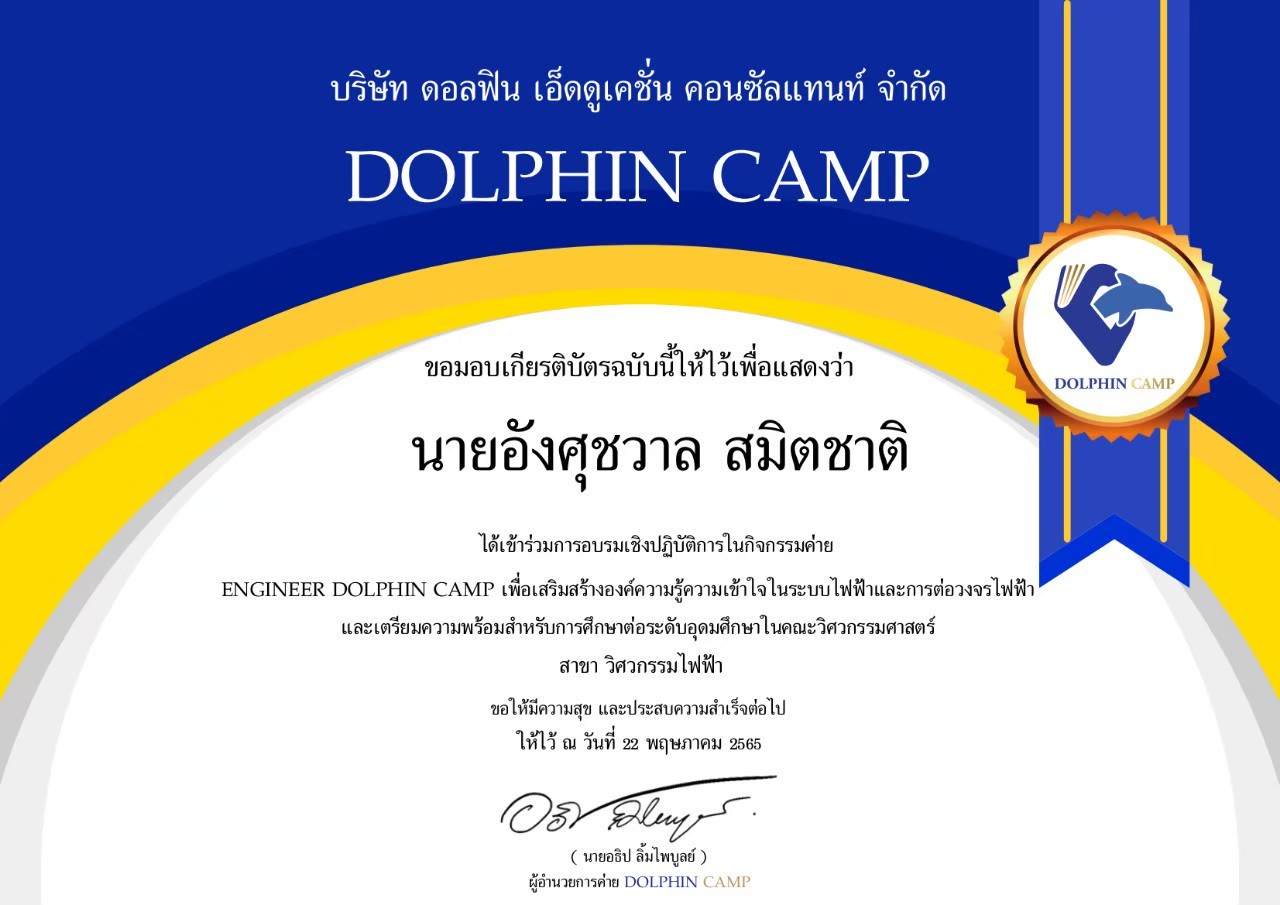 บริษัท ดอลฟิน เอ็ดดูเคชั่น คอนซัลแทนท์ จำกัด
DOLPHIN CAMP
DOLPHIN CAMP
ขอมอบเกียรติบัตรฉบับนี้ให้ไว้เพื่อแสดงว่า
นายอังศุชวาล สมิตชาติ
ได้เข้าร่วมการอบรมเชิงปฏิบัติการในกิจกรรมค่าย
ENGINEER DOLPHIN CAMP เพื่อเสริมสร้างองค์ความรู้ความเข้าใจในระบบไฟฟ้าและการต่อวงจรไฟฟ้า
และเตรียมความพร้อมสำหรับการศึกษาต่อระดับอุดมศึกษาในคณะวิศวกรรมศาสตร์
สาขา วิศวกรรมไฟฟ้า
ขอให้มีความสุข และประสบความสำเร็จต่อไป
ให้ไว้ ณ วันที่ 22 พฤษภาคม 2565
( นายอธิป ลิ้มไพบูลย์ )
ผู้อำนวยการค่าย DOLPHIN CAMP